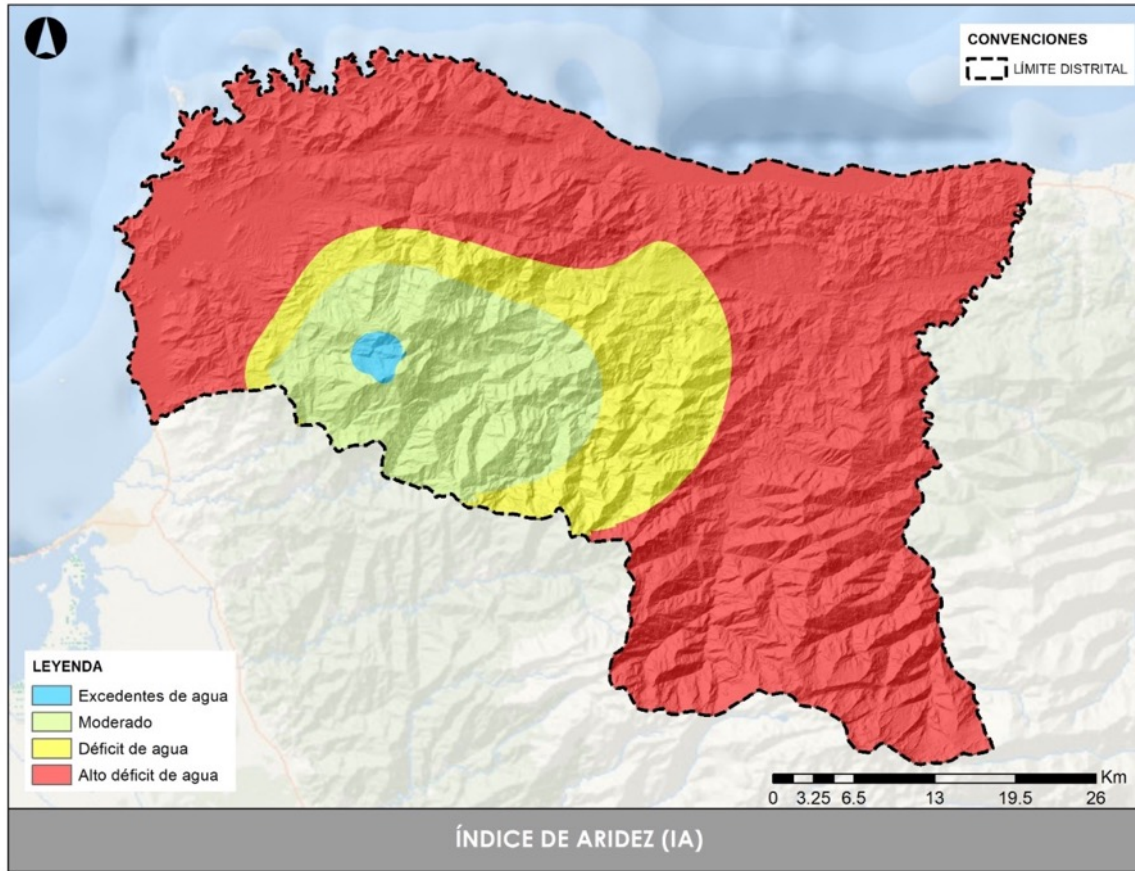 CONVENCIONES
LÍMITE DISTRITAL
LEYENDA
Excedentes de agua
Moderado
Déficit de agua
Alto déficit de agua
Km
0 3.25 6.5 13 19.5 26
ÍNDICE DE ARIDEZ (IA)